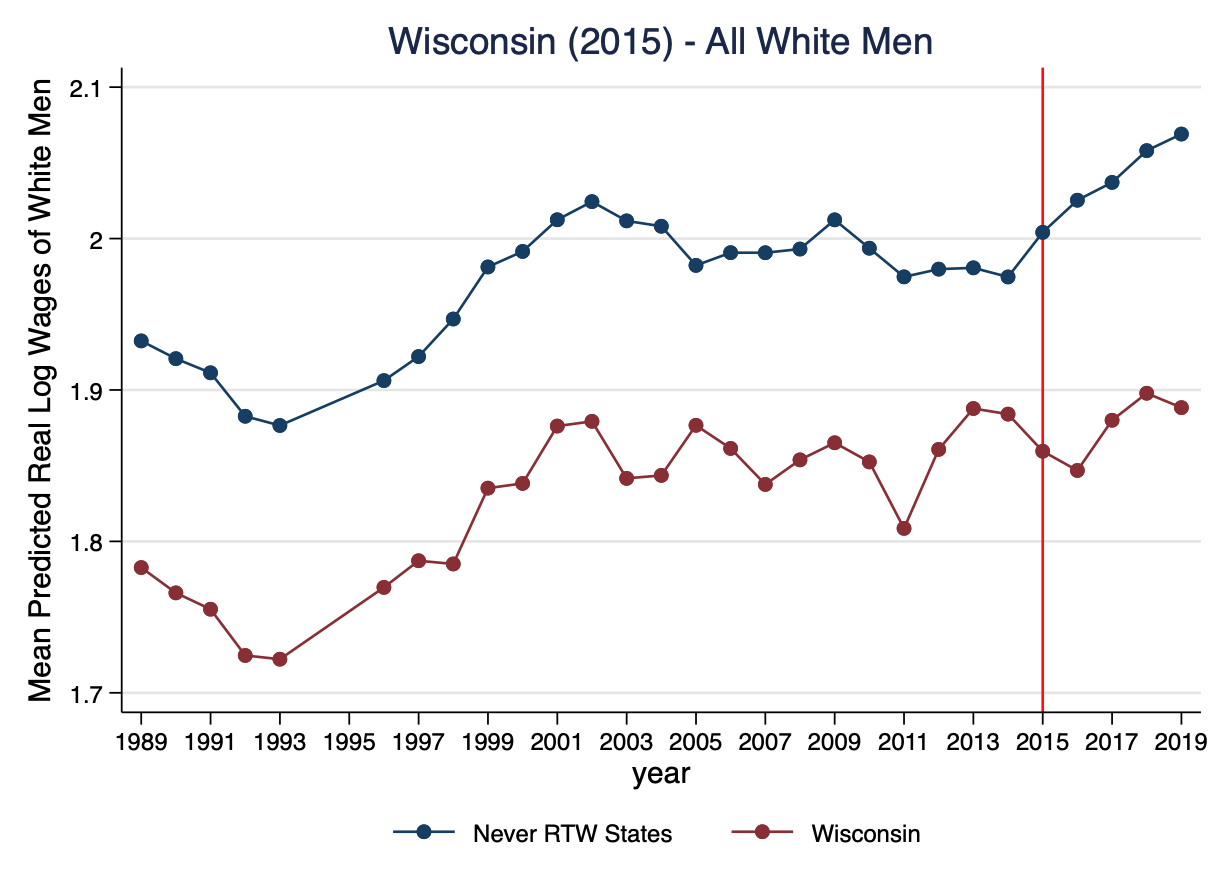 Wisconsin (2015) - All White Men
Mean Predicted Real Log Wages of White Men
2.1
2
1.9
1.8
1.7
1989 1991 1993 1995 1997 1999 2001 2003 2005 2007 2009 2011 2013 2015 2017 2019
year
Never RTW States Wisconsin